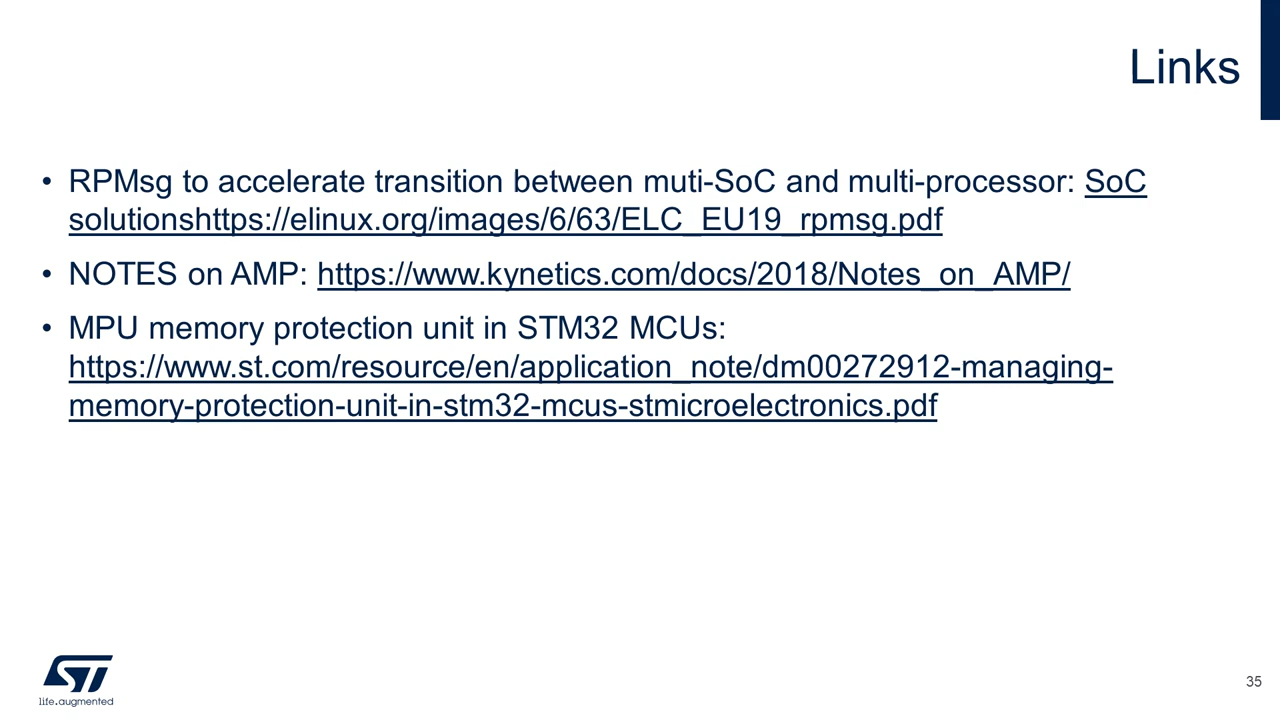 Links
• RPMsg to accelerate transition between muti-SoC and multi-processor: SoC
solutionshttps://elinux.org/images/6/63/ELC_EU19_rpmsg.pdf
• NOTES on AMP: https://www.kynetics.com/docs/2018/Notes_on_AMP/
• MPU memory protection unit in STM32 MCUs:
https://www.st.com/resource/en/application_note/dm00272912-managing-
memory-protection-unit-in-stm32-mcus-stmicroelectronics.pdf
ST
life.augmented
35